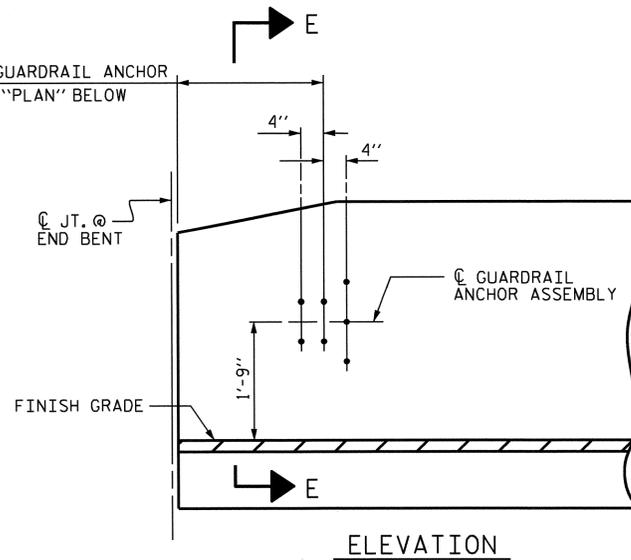 E
GUARDRAIL ANCHOR
"PLAN" BELOW
4"
4"
℄ JT. @
END BENT
℄ GUARDRAIL
ANCHOR ASSEMBLY
1'-9"
FINISH GRADE
E
ELEVATION